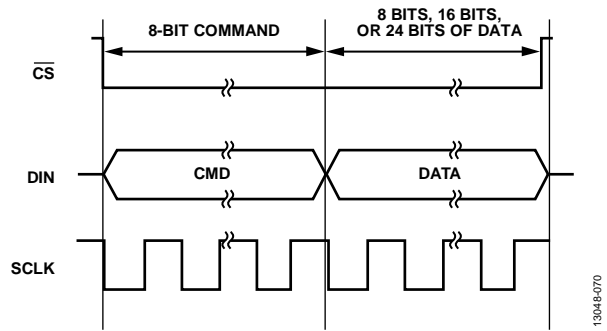 8-BIT COMMAND
8 BITS, 16 BITS,
OR 24 BITS OF DATA
CS
DIN
CMD
DATA
SCLK
13048-070